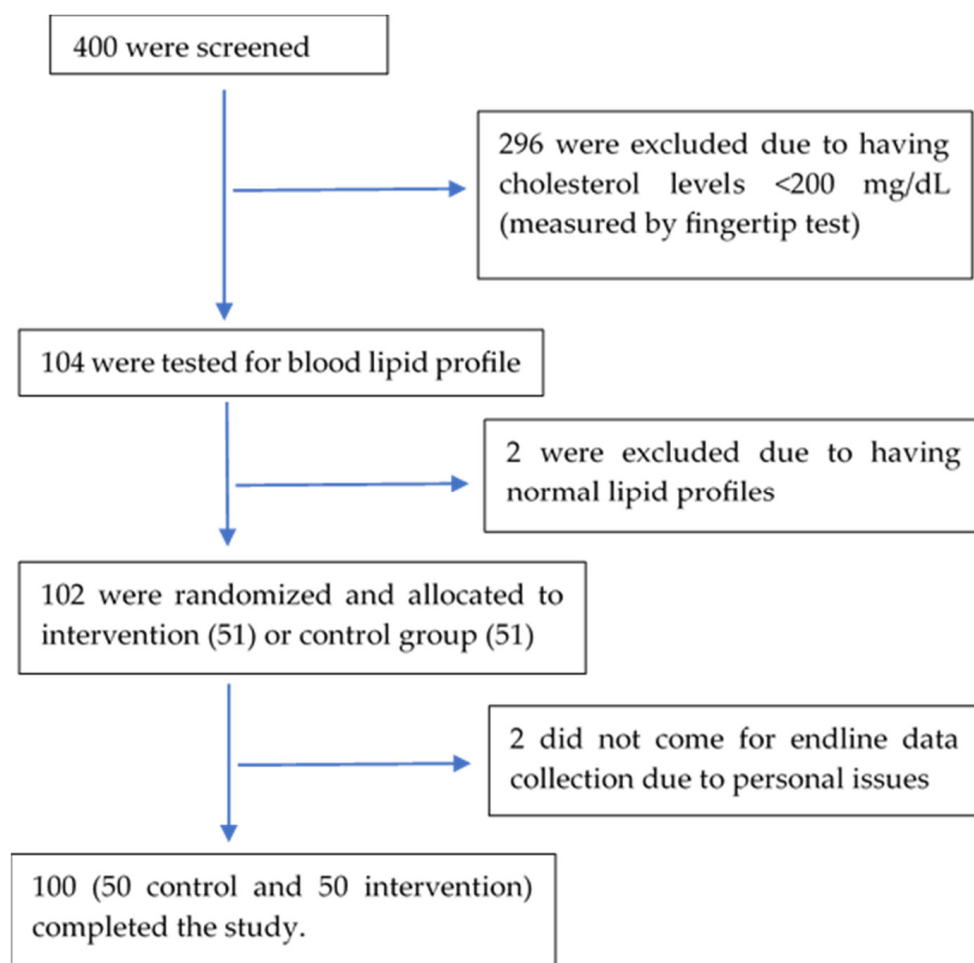 400 were screened
296 were excluded due to having
cholesterol levels <200 mg/dL
(measured by fingertip test)
104 were tested for blood lipid profile
2 were excluded due to having
normal lipid profiles
102 were randomized and allocated to
intervention (51) or control group (51)
2 did not come for endline data
collection due to personal issues
100 (50 control and 50 intervention)
completed the study.